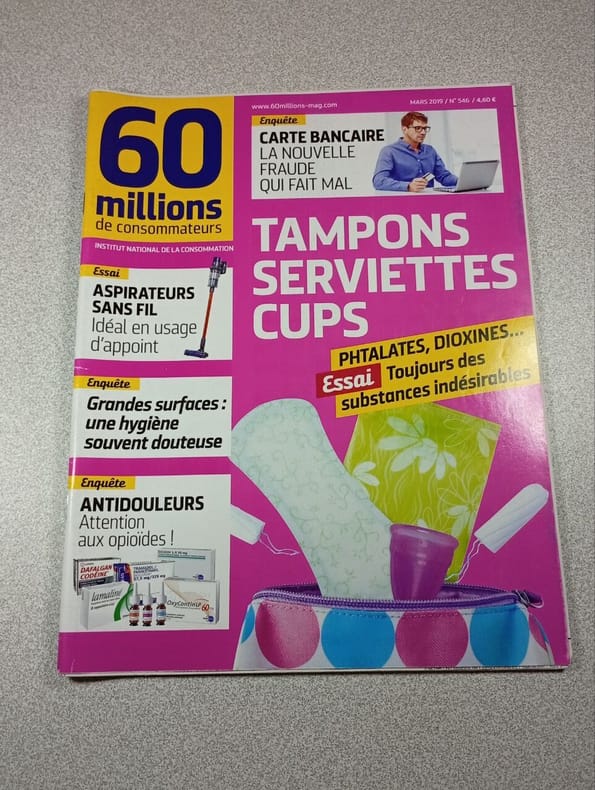 www.60millions-mag.com
MARS 2019 / N° 546 / 4,60 €
60
millions
de consommateurs
INSTITUT NATIONAL DE LA CONSOMMATION
Enquête
CARTE BANCAIRE
LA NOUVELLE
FRAUDE
QUI FAIT MAL
TAMPONS
SERVIETTES
CUPS
PHTALATES, DIOXINES...
Essai Toujours des
substances indésirables
Essai
ASPIRATEURS
SANS FIL
Idéal en usage
d'appoint
Enquête
Grandes surfaces :
une hygiène
souvent douteuse
Enquête
ANTIDOULEURS
Attention
aux opioïdes !
DAFALGAN
CODÉINE
lamaline
OxyContin LP
60 mg